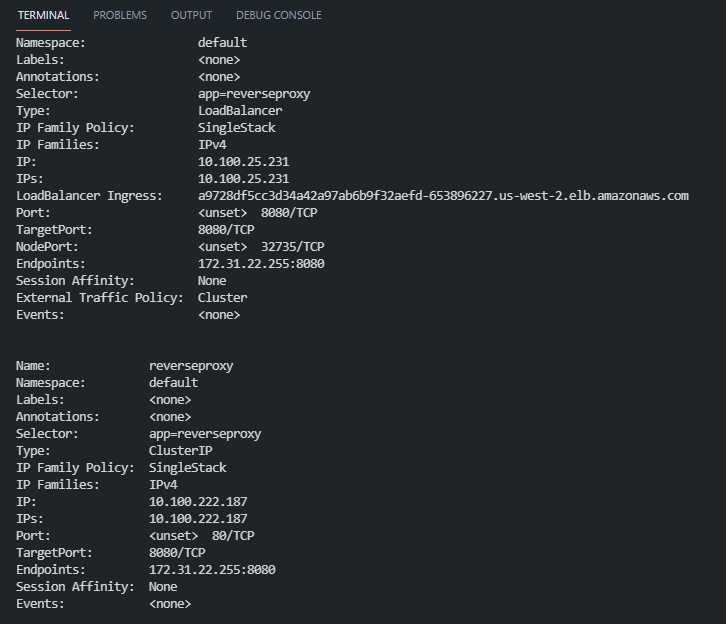 TERMINAL PROBLEMS OUTPUT DEBUG CONSOLE
Namespace: default
Labels: <none>
Annotations: <none>
Selector: app=reverseproxy
Type: LoadBalancer
IP Family Policy: SingleStack
IP Families: IPv4
IP: 10.100.25.231
IPs: 10.100.25.231
LoadBalancer Ingress: a9728df5cc3d34a42a97ab6b9f32aefd-653896227.us-west-2.elb.amazonaws.com
Port: <unset> 8080/TCP
TargetPort: 8080/TCP
NodePort: <unset> 32735/TCP
Endpoints: 172.31.22.255:8080
Session Affinity: None
External Traffic Policy: Cluster
Events: <none>
Name: reverseproxy
Namespace: default
Labels: <none>
Annotations: <none>
Selector: app=reverseproxy
Type: ClusterIP
IP Family Policy: SingleStack
IP Families: IPv4
IP: 10.100.222.187
IPs: 10.100.222.187
Port: <unset> 80/TCP
TargetPort: 8080/TCP
Endpoints: 172.31.22.255:8080
Session Affinity: None
Events: <none>